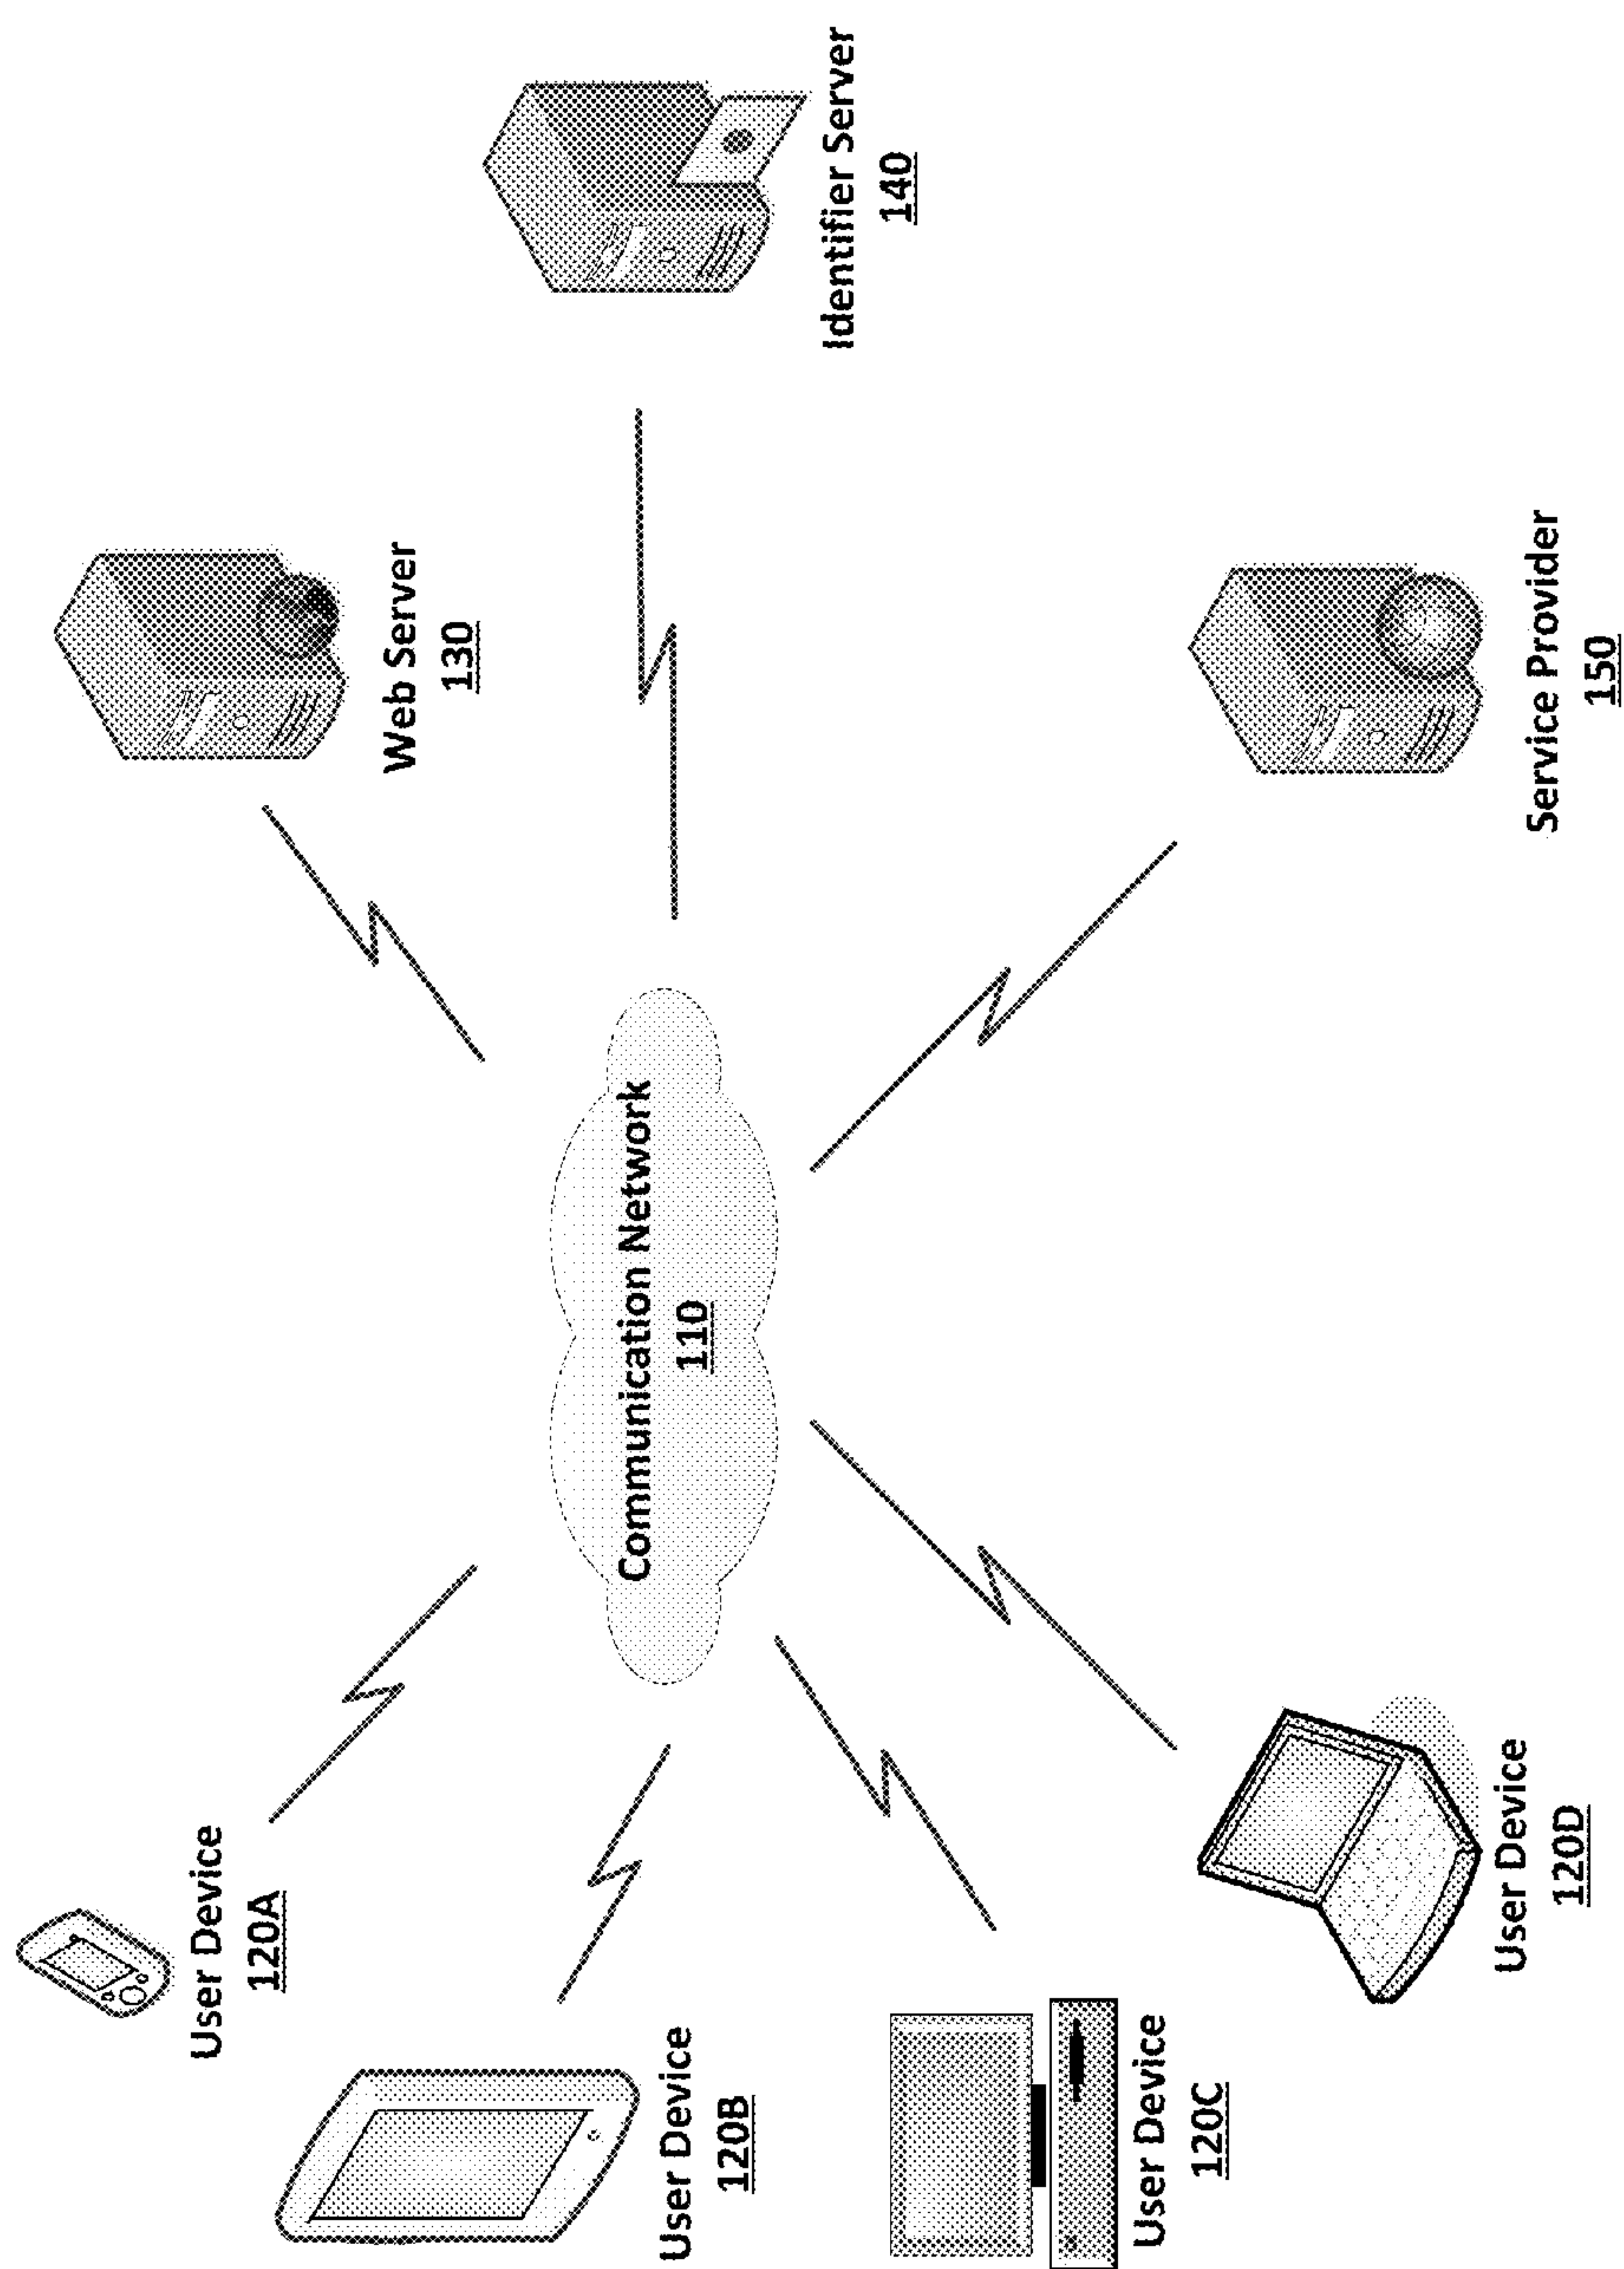 User Device
120A
User Device
120B
User Device
120C
User Device
120D
Communication Network
110
Web Server
130
Identifier Server
140
Service Provider
150